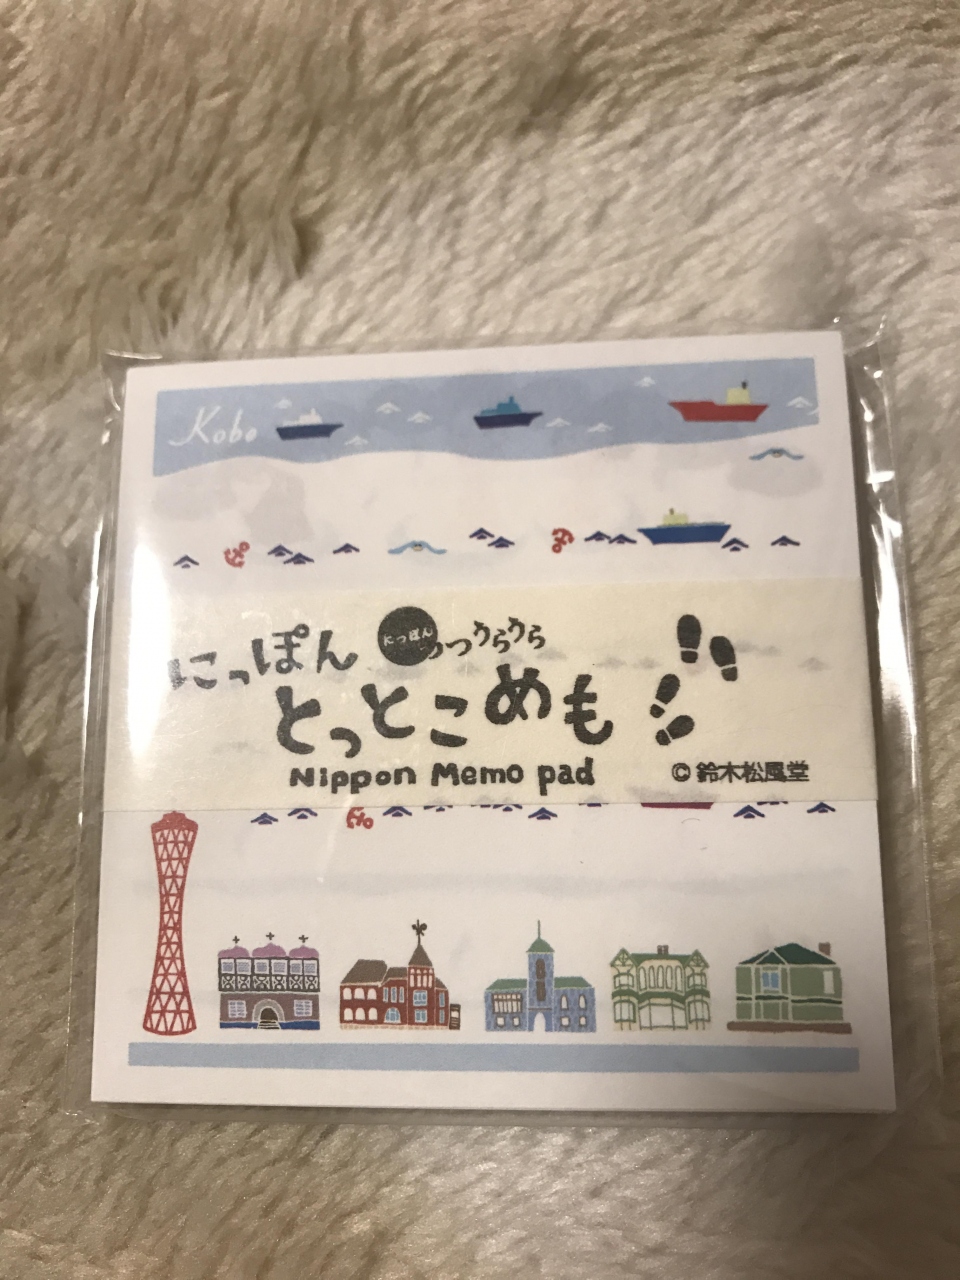 Kobe
にっぽん
にっぽん
つつうらうら
とっとこめも
Nippon Memo pad
© 鈴木松風堂